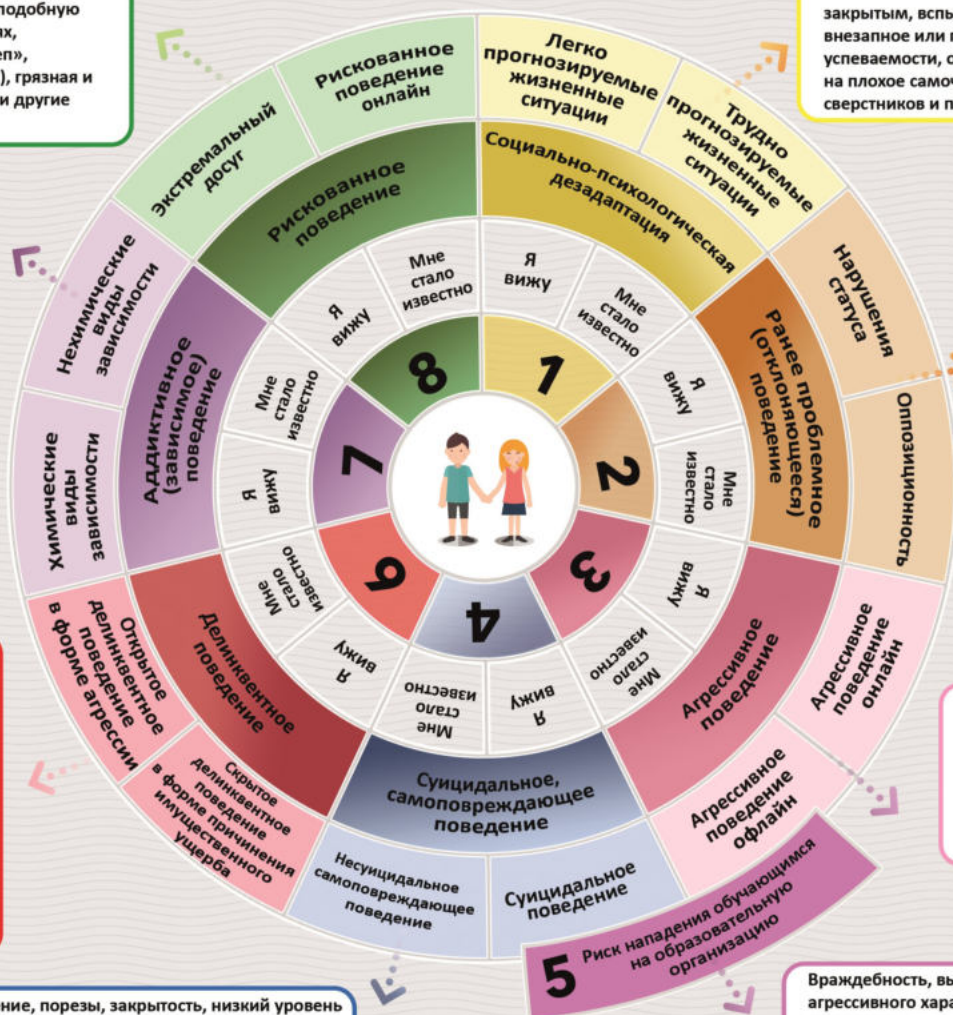 подобную
ях,
еп»,
), грязная и
и другие
закрытым, вспы
внезапное или п
успеваемости, с
на плохое самоч
сверстников и п
Рискованное
поведение
онлайн
Экстремальный
досуг
Легко
прогнозируемые
жизненные
ситуации
Трудно
прогнозируемые
жизненные
ситуации
Рискованное
поведение
Социально-психологическая
дезадаптация
Нехимические
виды
зависимости
Химические
виды
зависимости
Аддиктивное
(зависимое)
поведение
Нарушения
статуса
Оппозиционность
Ранее проблемное
(отклоняющееся)
поведение
Я
вижу
Мне
стало
известно
Я
вижу
Мне
стало
известно
Я
вижу
Мне
стало
известно
Я
вижу
Мне
стало
известно
Я
вижу
Мне
стало
известно
Я
вижу
Мне
стало
известно
Я
вижу
Мне
стало
известно
1
2
3
4
6
7
8
Делинквентное
поведение
Открытое
делинквентное
поведение
в форме агрессии
Скрытое
делинквентное
поведение
в форме причинения
имущественного
ущерба
Агрессивное
поведение
Агрессивное
поведение
онлайн
Агрессивное
поведение
офлайн
Суицидальное,
самоповреждающее
поведение
Несуицидальное
самоповреждающее
поведение
Суицидальное
поведение
5
Риск нападения обучающимся
на образовательную
организацию
ние, порезы, закрытость, низкий уровень
Враждебность, вы
агрессивного хара